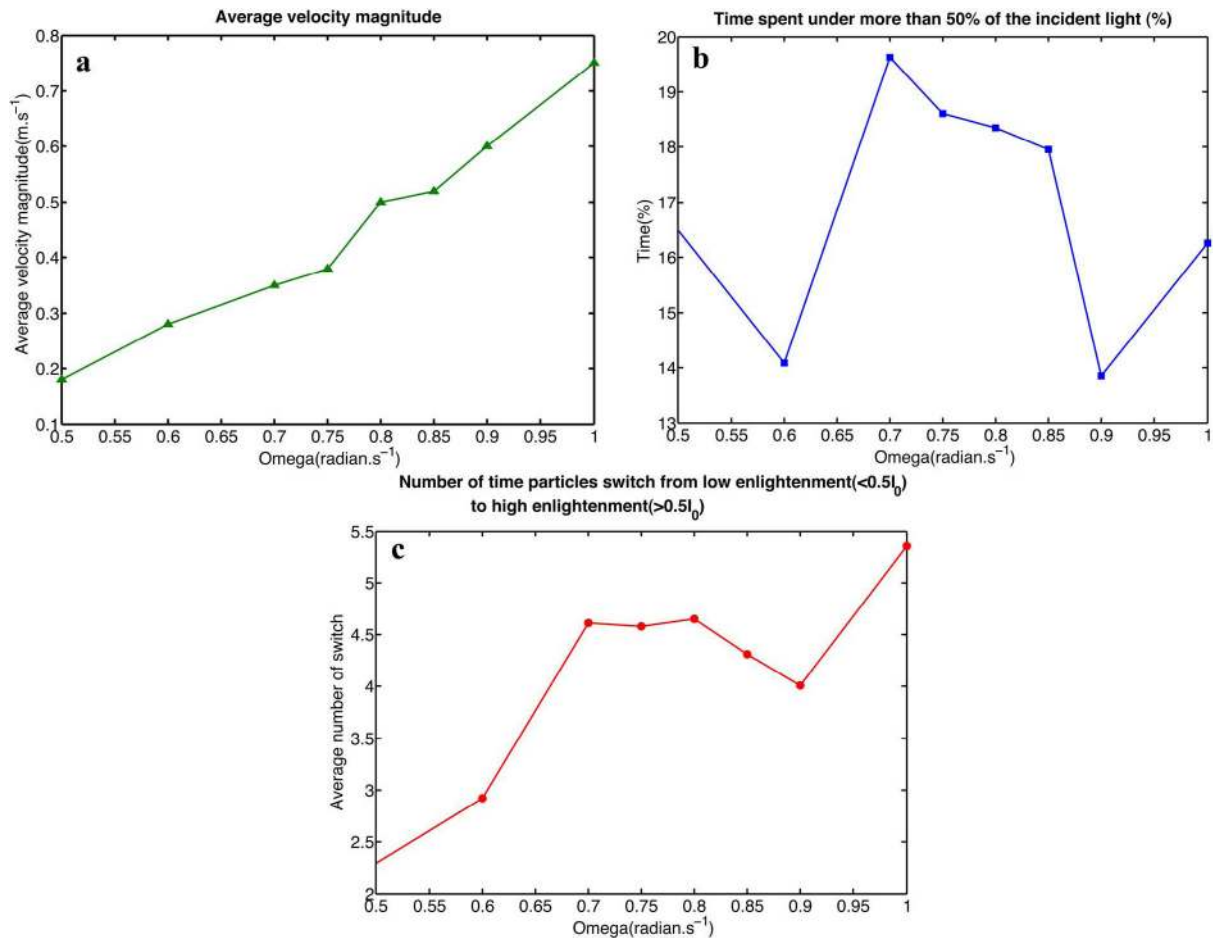 Average velocity magnitude
a
Average velocity magnitude(m.s⁻¹)
0.8
0.7
0.6
0.5
0.4
0.3
0.2
0.1
0.5 0.55 0.6 0.65 0.7 0.75 0.8 0.85 0.9 0.95 1
Omega(radian.s⁻¹)
Time spent under more than 50% of the incident light (%)
b
Time(%)
20
19
18
17
16
15
14
13
0.5 0.55 0.6 0.65 0.7 0.75 0.8 0.85 0.9 0.95 1
Omega(radian.s⁻¹)
Number of time particles switch from low enlightenment(<0.5I₀)
to high enlightenment(>0.5I₀)
c
Average number of switch
5.5
5
4.5
4
3.5
3
2.5
2
0.5 0.55 0.6 0.65 0.7 0.75 0.8 0.85 0.9 0.95 1
Omega(radian.s⁻¹)